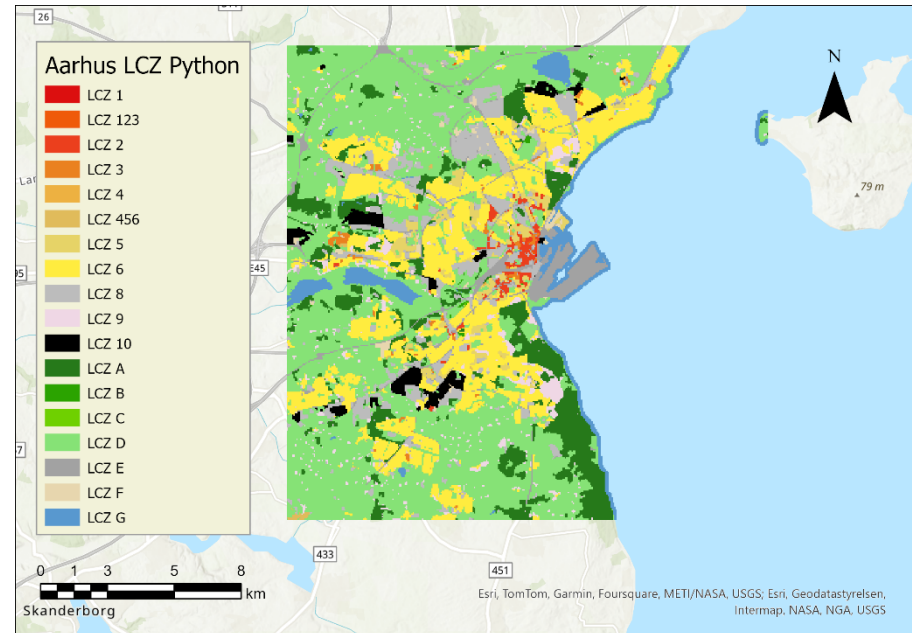 26
Aarhus LCZ Python
LCZ 1
LCZ 123
LCZ 2
LCZ 3
LCZ 4
LCZ 456
LCZ 5
LCZ 6
LCZ 8
LCZ 9
LCZ 10
LCZ A
LCZ B
LCZ C
LCZ D
LCZ E
LCZ F
LCZ G
N
79 m
E45
433
451
0 1 3 5 8
km
Skanderborg
Esri, TomTom, Garmin, Foursquare, METI/NASA, USGS; Esri, Geodatastyrelsen,
Intermap, NASA, NGA, USGS